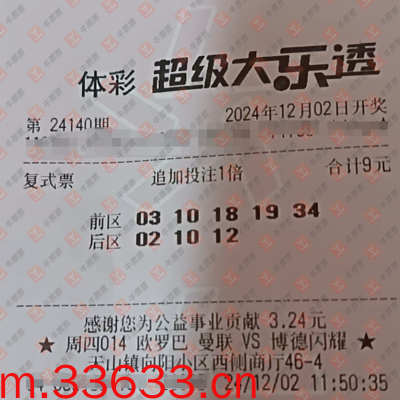 体彩 超级大乐透
第 24140期 2024年12月02日开奖
复式票 追加投注1倍 合计9元
前区 03 10 18 19 34
后区 02 10 12
感谢您为公益事业贡献 3.24元
★ 周四014 欧罗巴 曼联 VS 博德闪耀 ★
天山镇向阳小区西侧商厅46-4
24/12/02 11:50:35
m.33633.cn